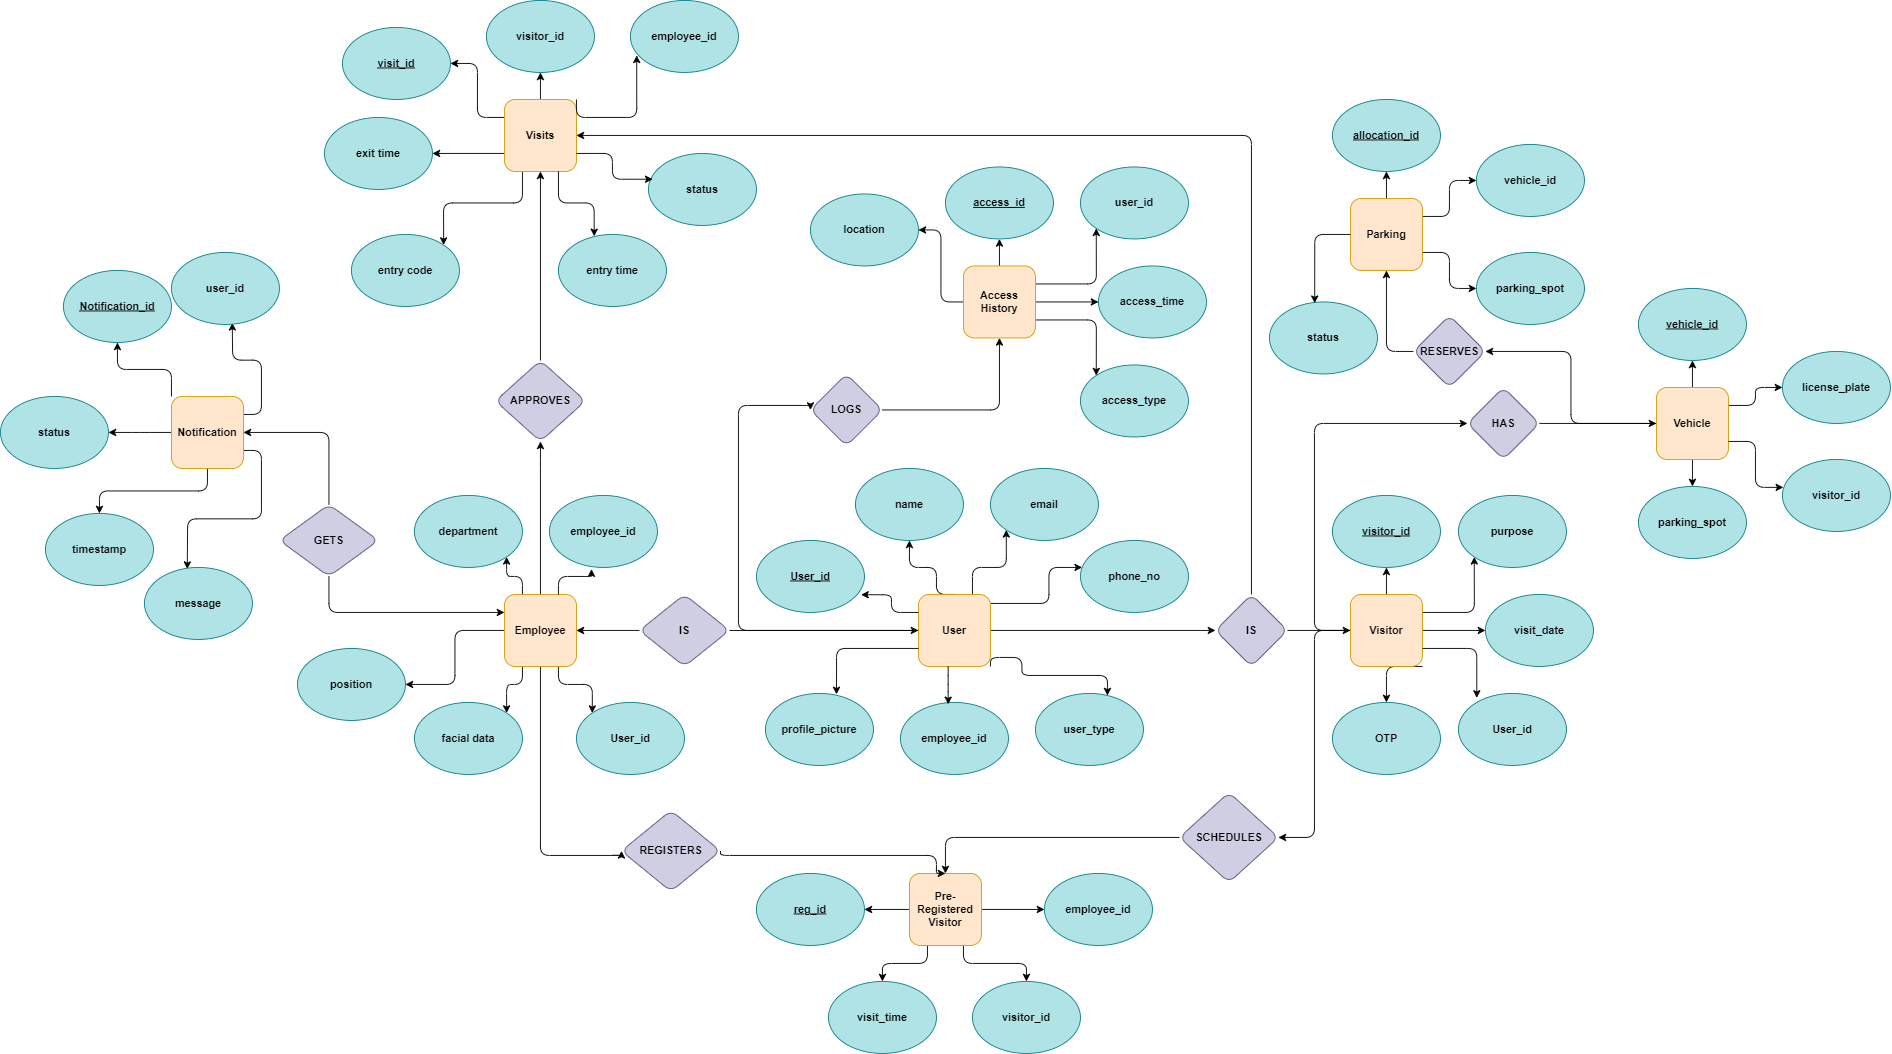 visitor_id
employee_id
visit_id
Visits
exit time
status
entry code
entry time
allocation_id
vehicle_id
Parking
parking_spot
status
access_id
user_id
location
Access
History
access_time
access_type
Notification_id
user_id
status
Notification
timestamp
message
GETS
APPROVES
LOGS
RESERVES
HAS
vehicle_id
license_plate
Vehicle
visitor_id
parking_spot
department
employee_id
Employee
position
facial data
User_id
IS
name
email
User_id
phone_no
User
profile_picture
employee_id
user_type
IS
visitor_id
purpose
Visitor
visit_date
OTP
User_id
REGISTERS
SCHEDULES
reg_id
Pre-
Registered
Visitor
employee_id
visit_time
visitor_id